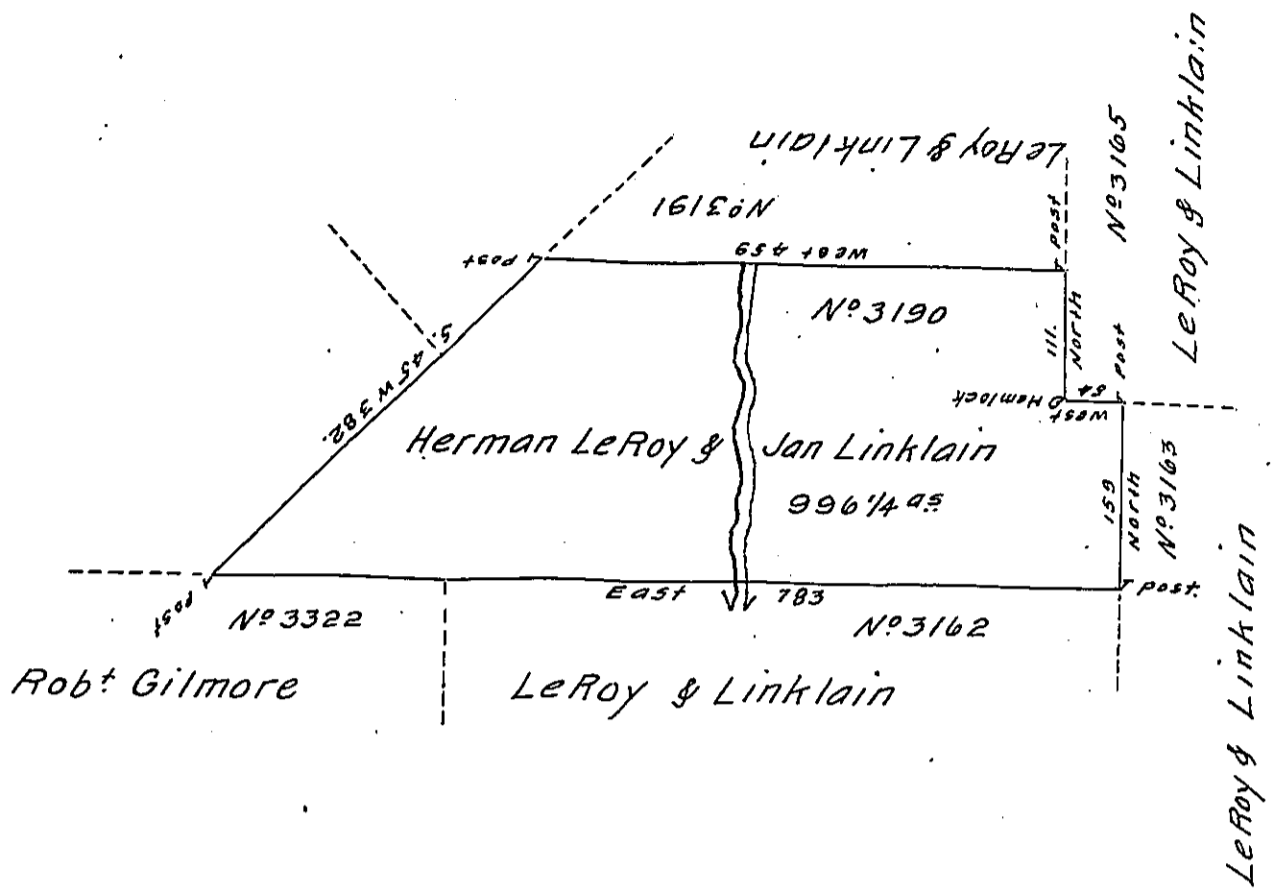 LeRoy & Linklain
Nº 3191
Post
West 459
Post
Nº 3165
LeRoy & Linklain
Nº 3190
111.
North
S. 45 W 382.
Hemlock
West
54
Post
Herman LeRoy & Jan Linklain
996 1/4 as
159
North
Nº 3163
LeRoy & Linklain
Post
East 783
Post.
Nº 3322
Nº 3162
Robt. Gilmore
LeRoy & Linklain